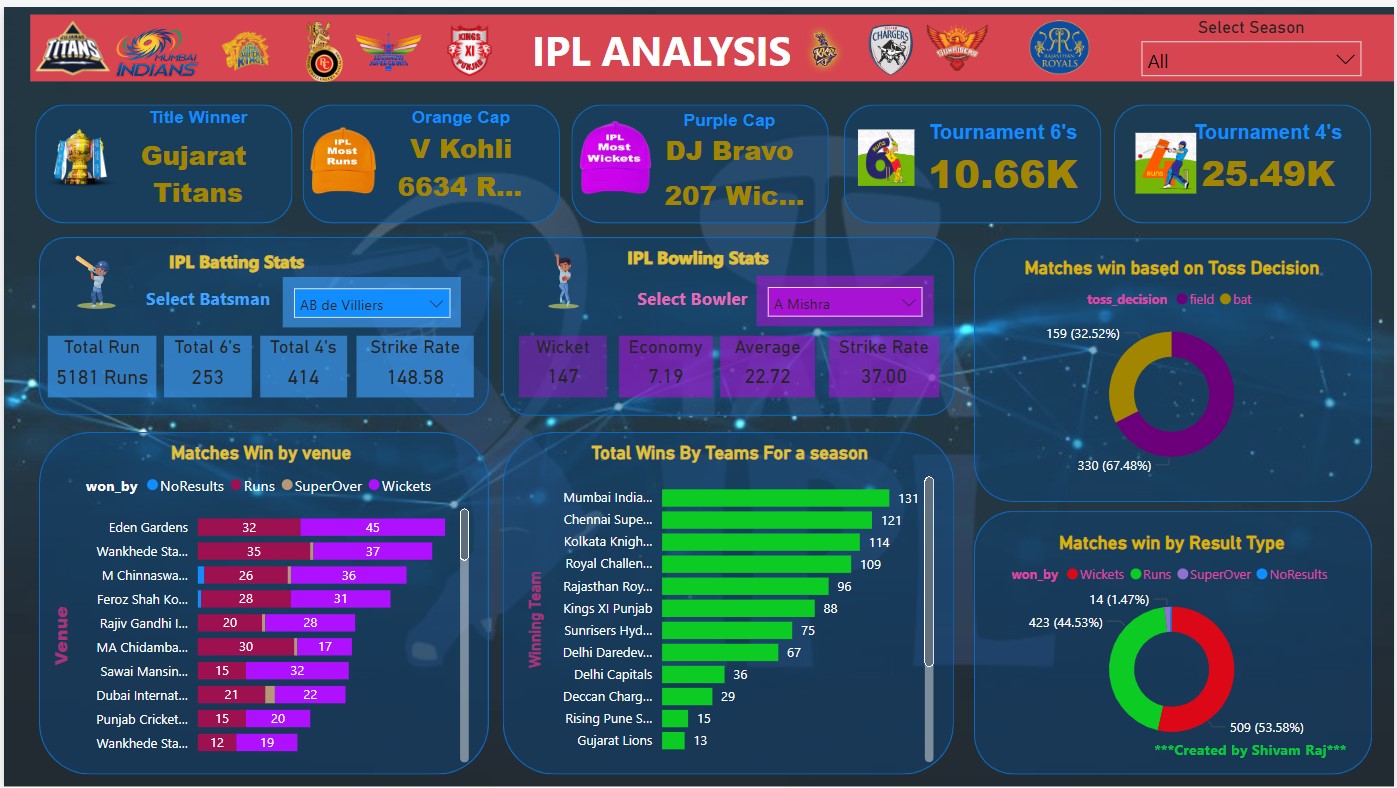 TITANS
MUMBAI
INDIANS
KINGS
XI
PUNJAB
IPL ANALYSIS
CHARGERS
SUNRISERS
ROYALS
Select Season
All
Title Winner
Gujarat
Titans
IPL
Most
Runs
Orange Cap
V Kohli
6634 R...
IPL
Most
Wickets
Purple Cap
DJ Bravo
207 Wic...
Tournament 6's
10.66K
RUNS
Tournament 4's
25.49K
IPL Batting Stats
Select Batsman
AB de Villiers
Total Run
5181 Runs
Total 6's
253
Total 4's
414
Strike Rate
148.58
IPL Bowling Stats
Select Bowler
A Mishra
Wicket
147
Economy
7.19
Average
22.72
Strike Rate
37.00
Matches win based on Toss Decision
toss_decision field bat
159 (32.52%)
330 (67.48%)
Matches Win by venue
won_by NoResults Runs SuperOver Wickets
Venue
Eden Gardens 32 45
Wankhede Sta... 35 37
M Chinnaswa... 26 36
Feroz Shah Ko... 28 31
Rajiv Gandhi I... 20 28
MA Chidamba... 30 17
Sawai Mansin... 15 32
Dubai Internat... 21 22
Punjab Cricket... 15 20
Wankhede Sta... 12 19
Total Wins By Teams For a season
Winning Team
Mumbai India... 131
Chennai Supe... 121
Kolkata Knigh... 114
Royal Challen... 109
Rajasthan Roy... 96
Kings XI Punjab 88
Sunrisers Hyd... 75
Delhi Daredev... 67
Delhi Capitals 36
Deccan Charg... 29
Rising Pune S... 15
Gujarat Lions 13
Matches win by Result Type
won_by Wickets Runs SuperOver NoResults
14 (1.47%)
423 (44.53%)
509 (53.58%)
***Created by Shivam Raj***